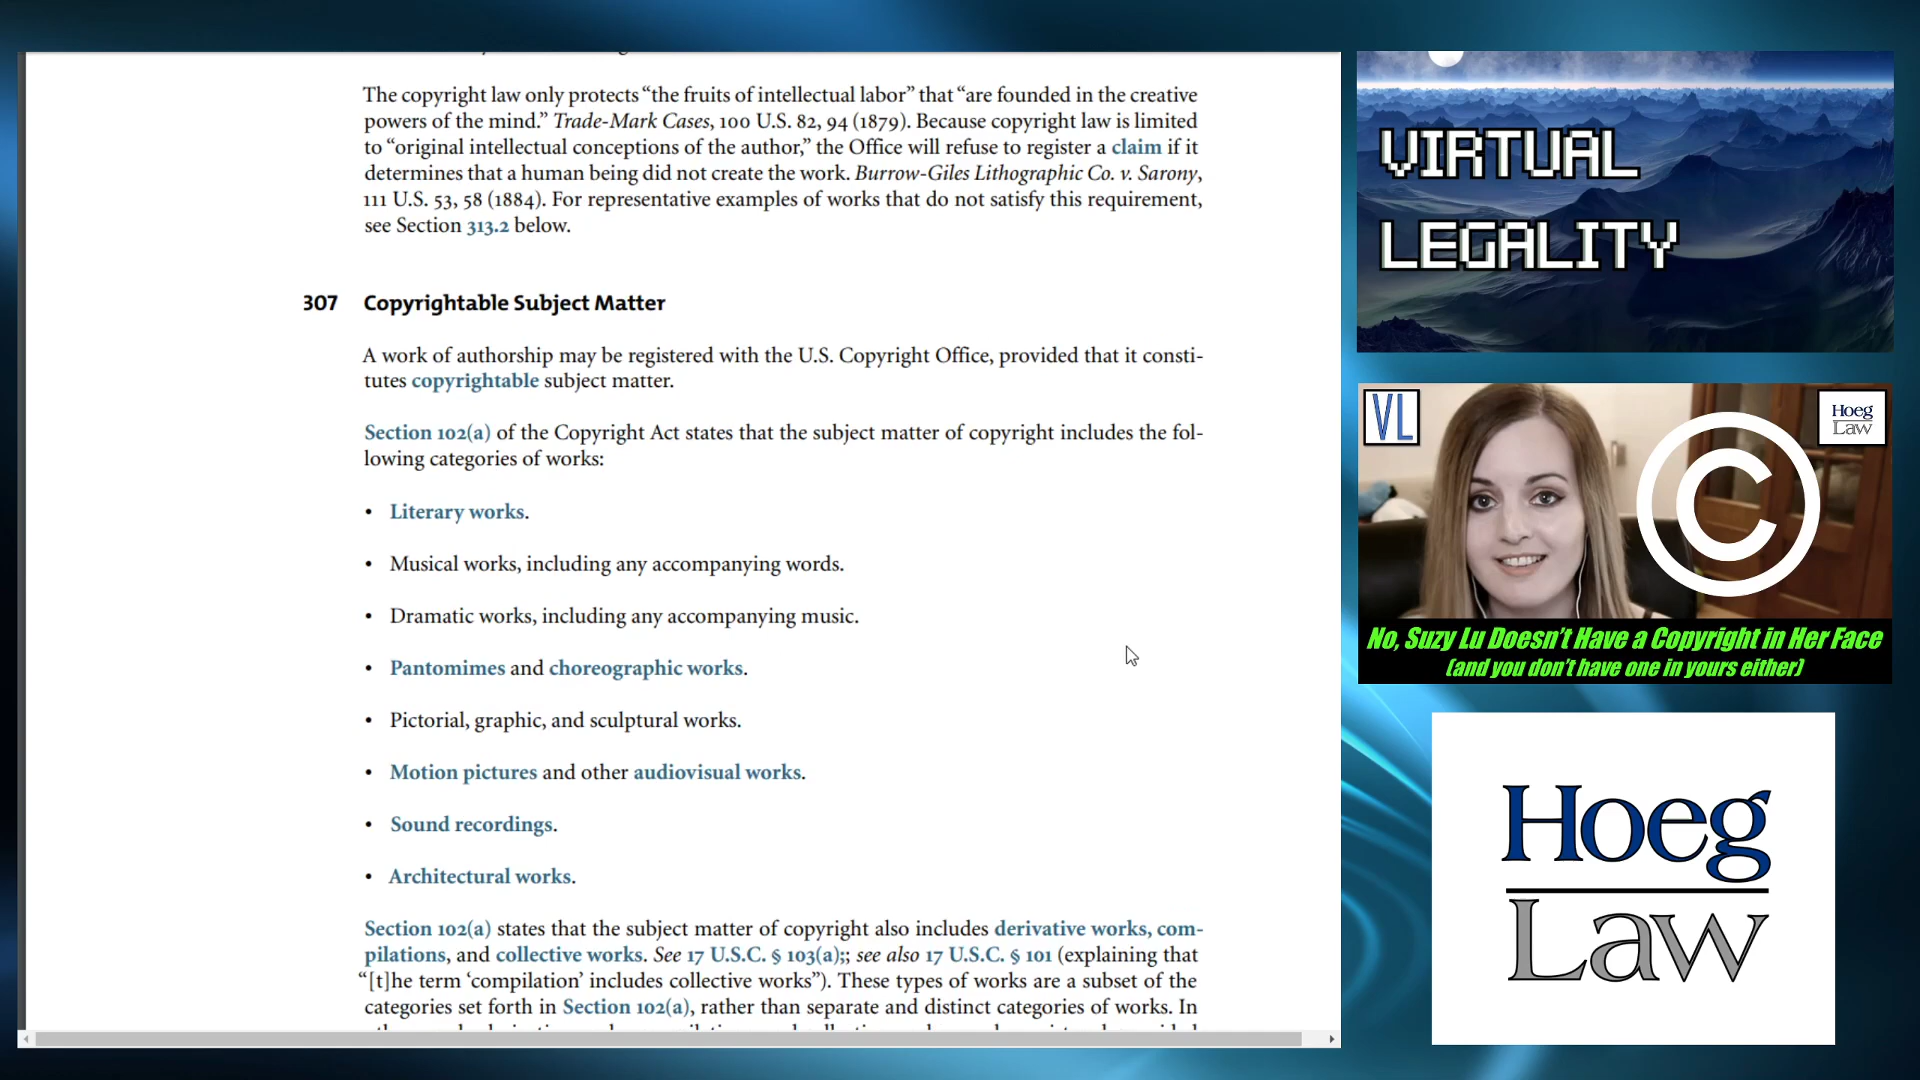 The copyright law only protects “the fruits of intellectual labor” that “are founded in the creative
powers of the mind.” Trade-Mark Cases, 100 U.S. 82, 94 (1879). Because copyright law is limited
to “original intellectual conceptions of the author,” the Office will refuse to register a claim if it
determines that a human being did not create the work. Burrow-Giles Lithographic Co. v. Sarony,
111 U.S. 53, 58 (1884). For representative examples of works that do not satisfy this requirement,
see Section 313.2 below.
307 Copyrightable Subject Matter
A work of authorship may be registered with the U.S. Copyright Office, provided that it consti-
tutes copyrightable subject matter.
Section 102(a) of the Copyright Act states that the subject matter of copyright includes the fol-
lowing categories of works:
• Literary works.
• Musical works, including any accompanying words.
• Dramatic works, including any accompanying music.
• Pantomimes and choreographic works.
• Pictorial, graphic, and sculptural works.
• Motion pictures and other audiovisual works.
• Sound recordings.
• Architectural works.
Section 102(a) states that the subject matter of copyright also includes derivative works, com-
pilations, and collective works. See 17 U.S.C. § 103(a);; see also 17 U.S.C. § 101 (explaining that
“[t]he term ‘compilation’ includes collective works”). These types of works are a subset of the
categories set forth in Section 102(a), rather than separate and distinct categories of works. In
VIRTUAL
LEGALITY
VL
Hoeg
Law
©
No, Suzy Lu Doesn't Have a Copyright in Her Face
(and you don't have one in yours either)
Hoeg
Law